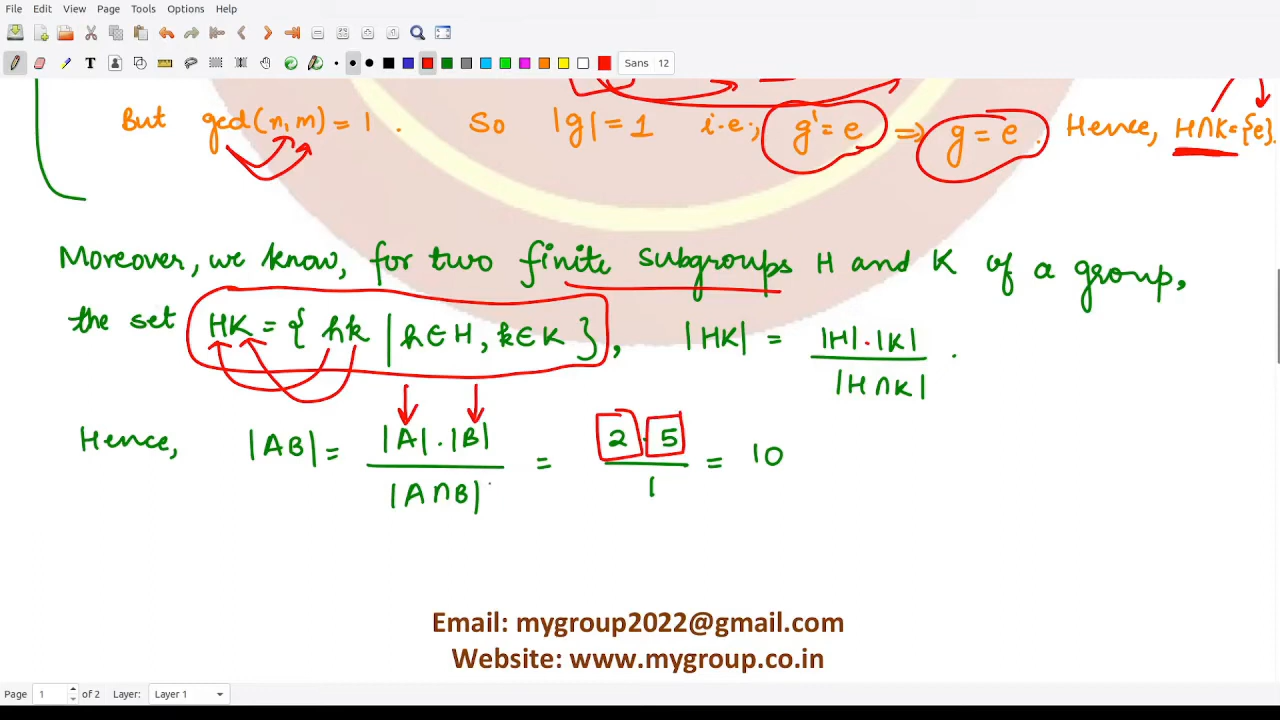 File Edit View Page Tools Options Help
Sans 12
But gcd(n, m) = 1 . So |g| = 1 i.e; g' = e ⇒ g = e . Hence, H∩K = {e}.
Moreover, we know, for two finite subgroups H and K of a group,
the set HK = { hk | h∈H, k∈K }, |HK| = |H|.|K| / |H∩K| .
Hence, |AB| = |A|.|B| / |A∩B| = 2 . 5 / 1 = 10
Email: mygroup2022@gmail.com
Website: www.mygroup.co.in
Page 1 of 2 Layer: Layer 1